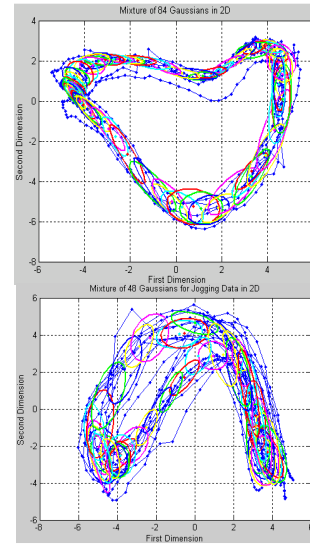 Mixture of 84 Gaussians in 2D
4
2
0
-2
-4
-6
-8
Second Dimension
-6 -4 -2 0 2 4 6
First Dimension
Mixture of 48 Gaussians for Jogging Data in 2D
6
4
2
0
-2
-4
-6
Second Dimension
-6 -4 -2 0 2 4 6
First Dimension